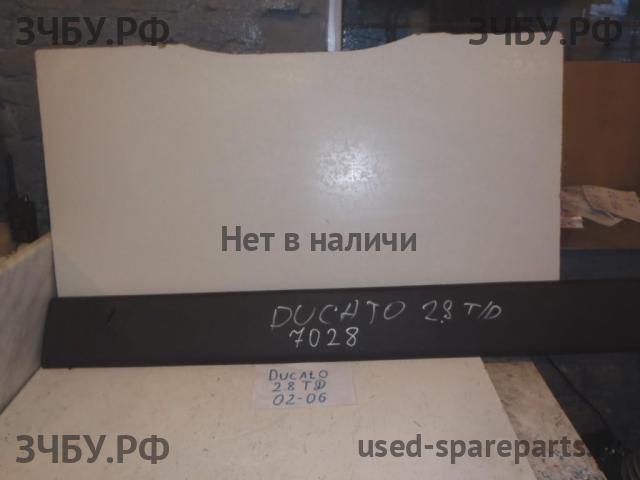 ЗЧБУ.РФ
ЗЧБУ.РФ
Нет в наличи
DUCATO 2.8 T/D
7028
DUCATO
2.8 TD
02-06
ЗЧБУ.РФ
used-spareparts.ru